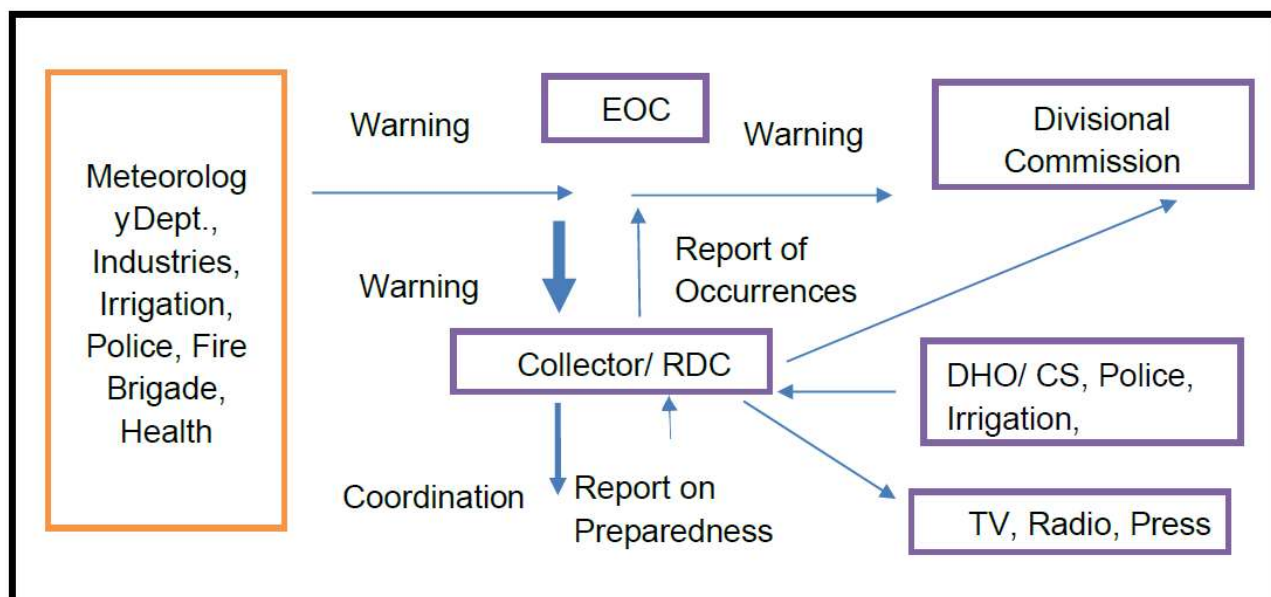 Meteorolog
yDept.,
Industries,
Irrigation,
Police, Fire
Brigade,
Health
Warning
EOC
Warning
Divisional
Commission
Warning
Report of
Occurrences
Collector/ RDC
DHO/ CS, Police,
Irrigation,
Coordination
Report on
Preparedness
TV, Radio, Press